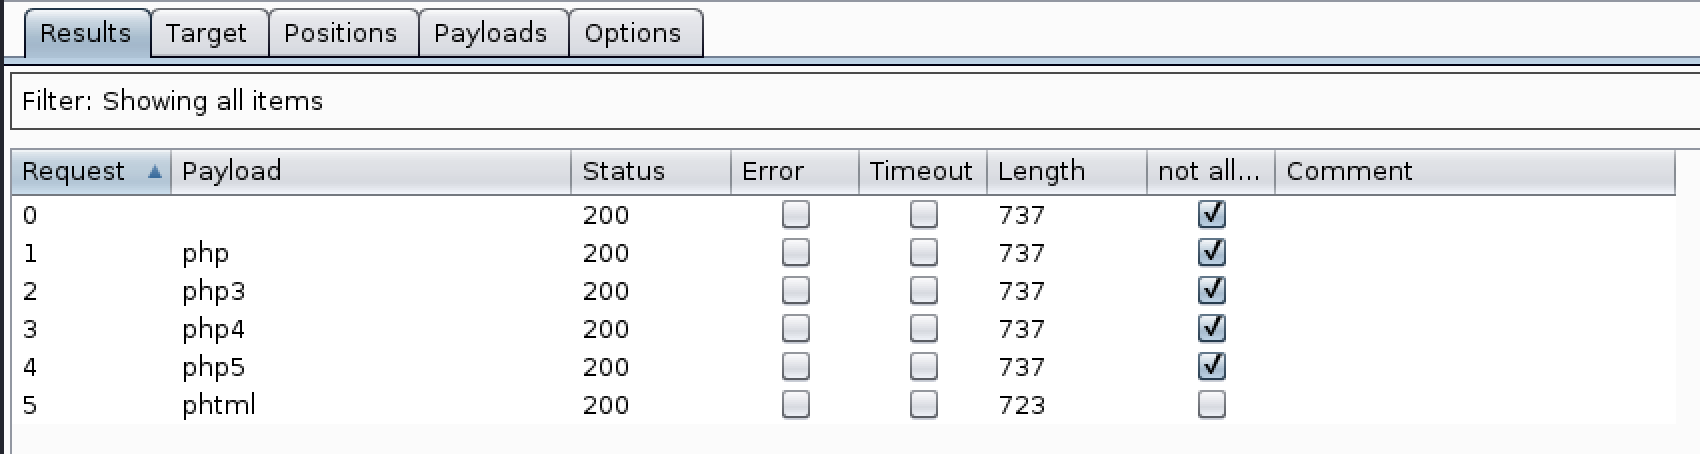 Results Target Positions Payloads Options
Filter: Showing all items
Request Payload Status Error Timeout Length not all... Comment
0 200 737
1 php 200 737
2 php3 200 737
3 php4 200 737
4 php5 200 737
5 phtml 200 723